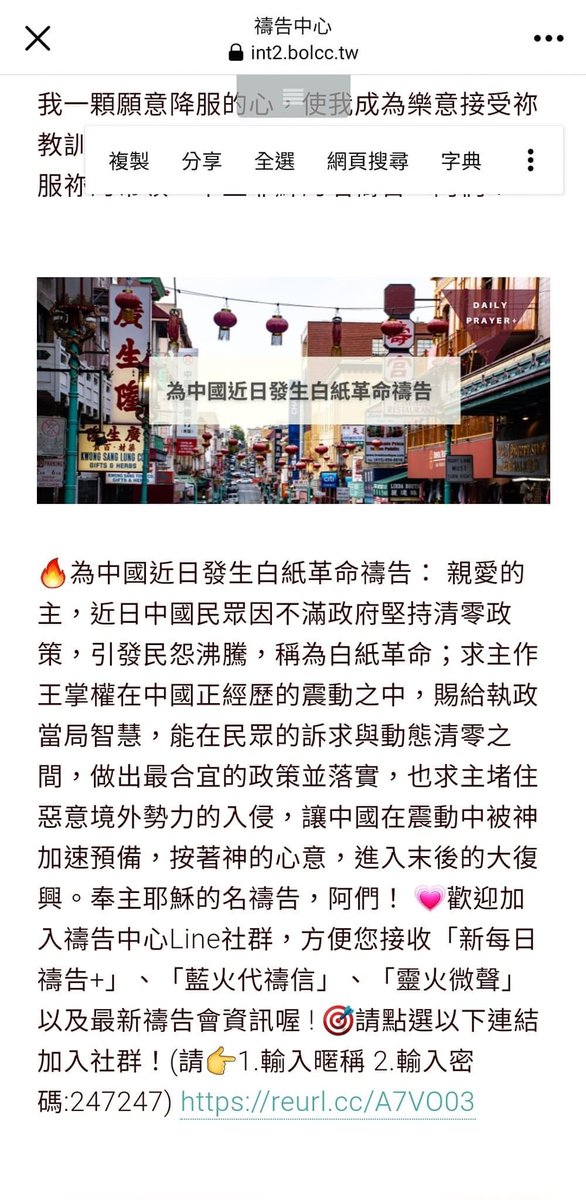 禱告中心
int2.bolcc.tw
我一顆願意降服的心，使我成為樂意接受祢
教訓
複製 分享 全選 網頁搜尋 字典
服祢
DAILY
PRAYER+
廣生隆
為中國近日發生白紙革命禱告
KWONG SANG LUNG CO
GIFTS & HERBS
citi
🔥為中國近日發生白紙革命禱告： 親愛的
主，近日中國民眾因不滿政府堅持清零政
策，引發民怨沸騰，稱為白紙革命；求主作
王掌權在中國正經歷的震動之中，賜給執政
當局智慧，能在民眾的訴求與動態清零之
間，做出最合宜的政策並落實，也求主堵住
惡意境外勢力的入侵，讓中國在震動中被神
加速預備，按著神的心意，進入末後的大復
興。奉主耶穌的名禱告，阿們！ 💗歡迎加
入禱告中心Line社群，方便您接收「新每日
禱告+」、「藍火代禱信」、「靈火微聲」
以及最新禱告會資訊喔 ! 🎯請點選以下連結
加入社群！(請👉1.輸入暱稱 2.輸入密
碼:247247) https://reurl.cc/A7VO03